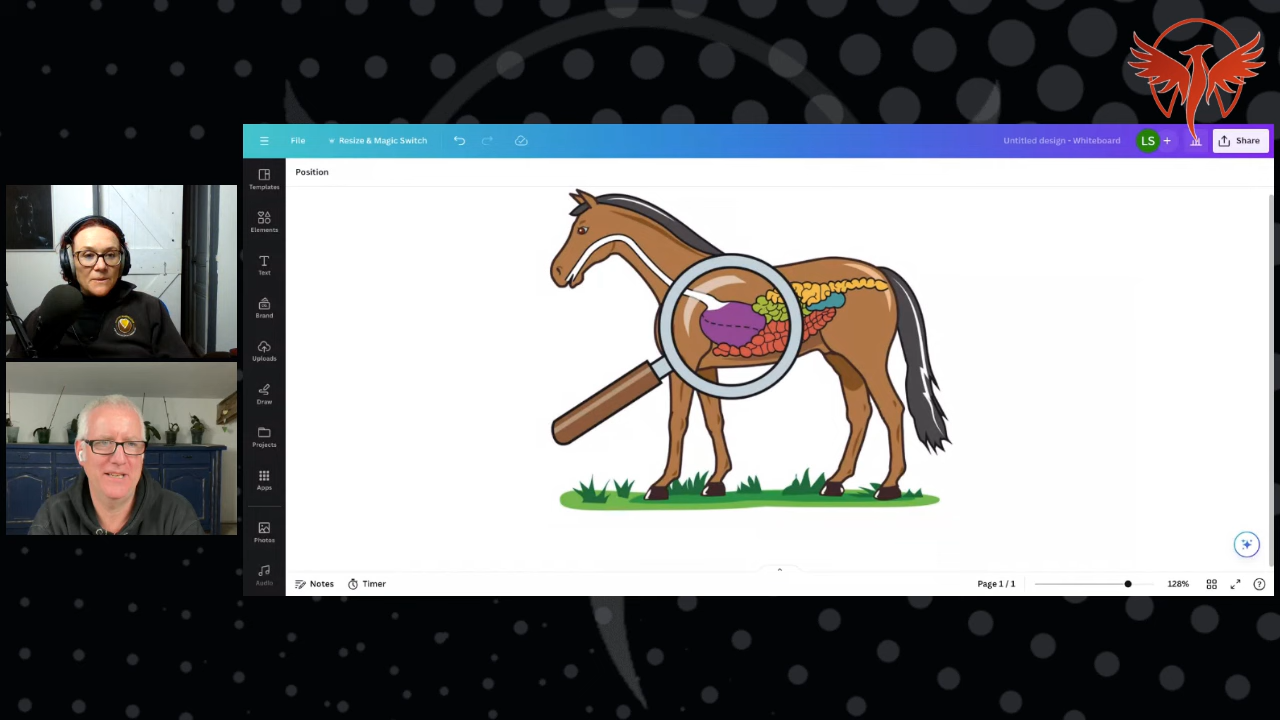 File
Resize & Magic Switch
Untitled design - Whiteboard
LS
+
Share
Position
Templates
Elements
Text
Brand
Uploads
Draw
Projects
Apps
Photos
Audio
Notes
Timer
Page 1 / 1
128%